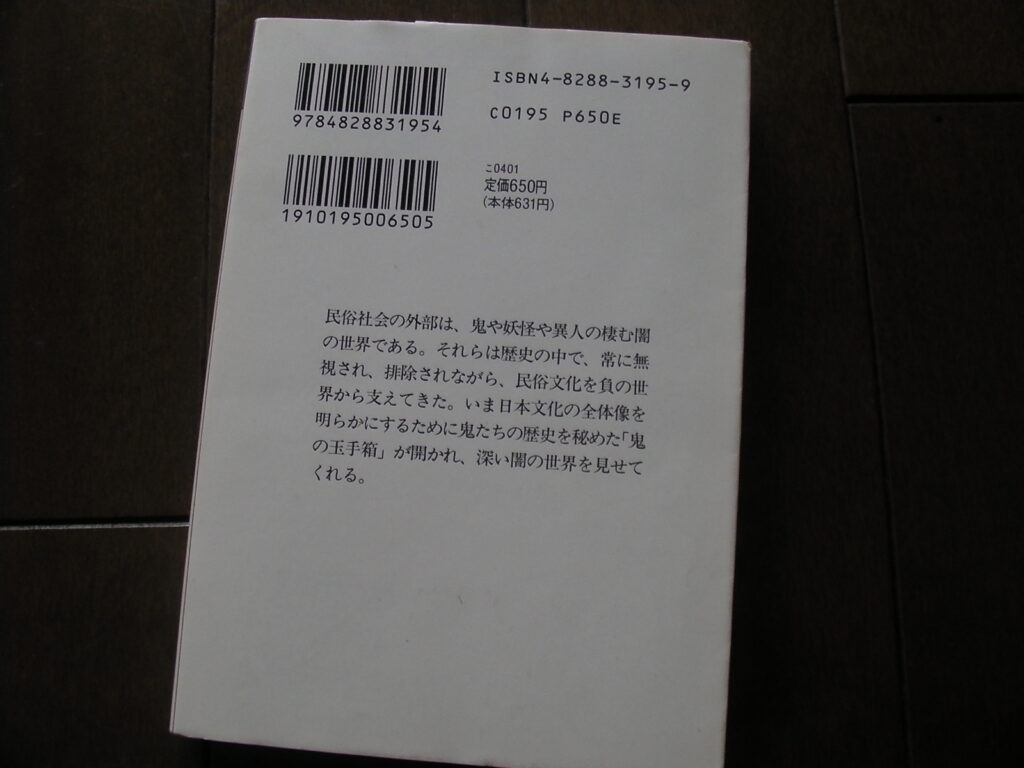 9784828831954
ISBN4-8288-3195-9
C0195 P650E
1910195006505
こ0401
定価650円
(本体631円)
民俗社会の外部は、鬼や妖怪や異人の棲む闇
の世界である。それらは歴史の中で、常に無
視され、排除されながら、民俗文化を負の世
界から支えてきた。いま日本文化の全体像を
明らかにするために鬼たちの歴史を秘めた「鬼
の玉手箱」が開かれ、深い闇の世界を見せて
くれる。